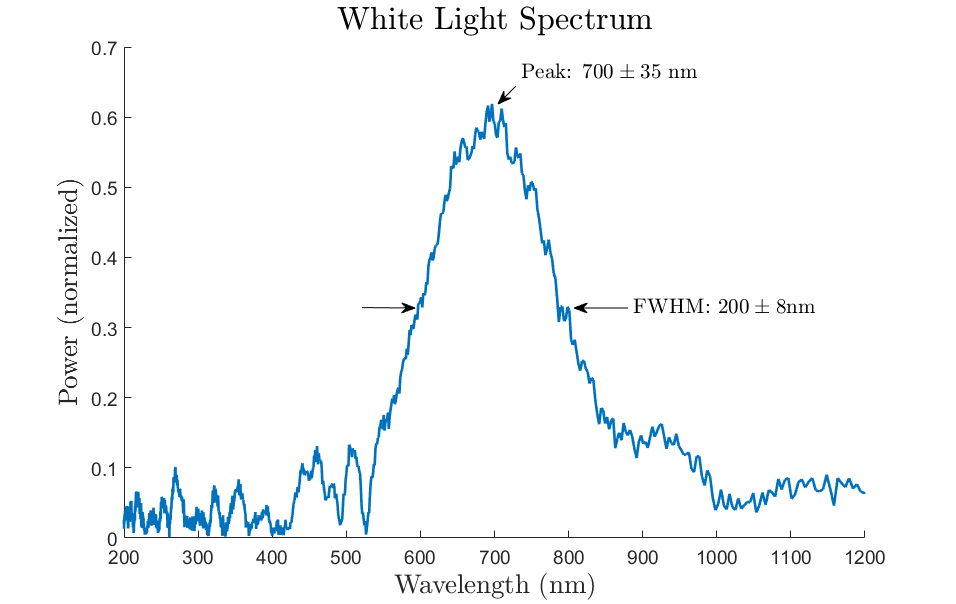 White Light Spectrum
Peak: 700 ± 35 nm
FWHM: 200 ± 8nm
Power (normalized)
0.7
0.6
0.5
0.4
0.3
0.2
0.1
0
200 300 400 500 600 700 800 900 1000 1100 1200
Wavelength (nm)